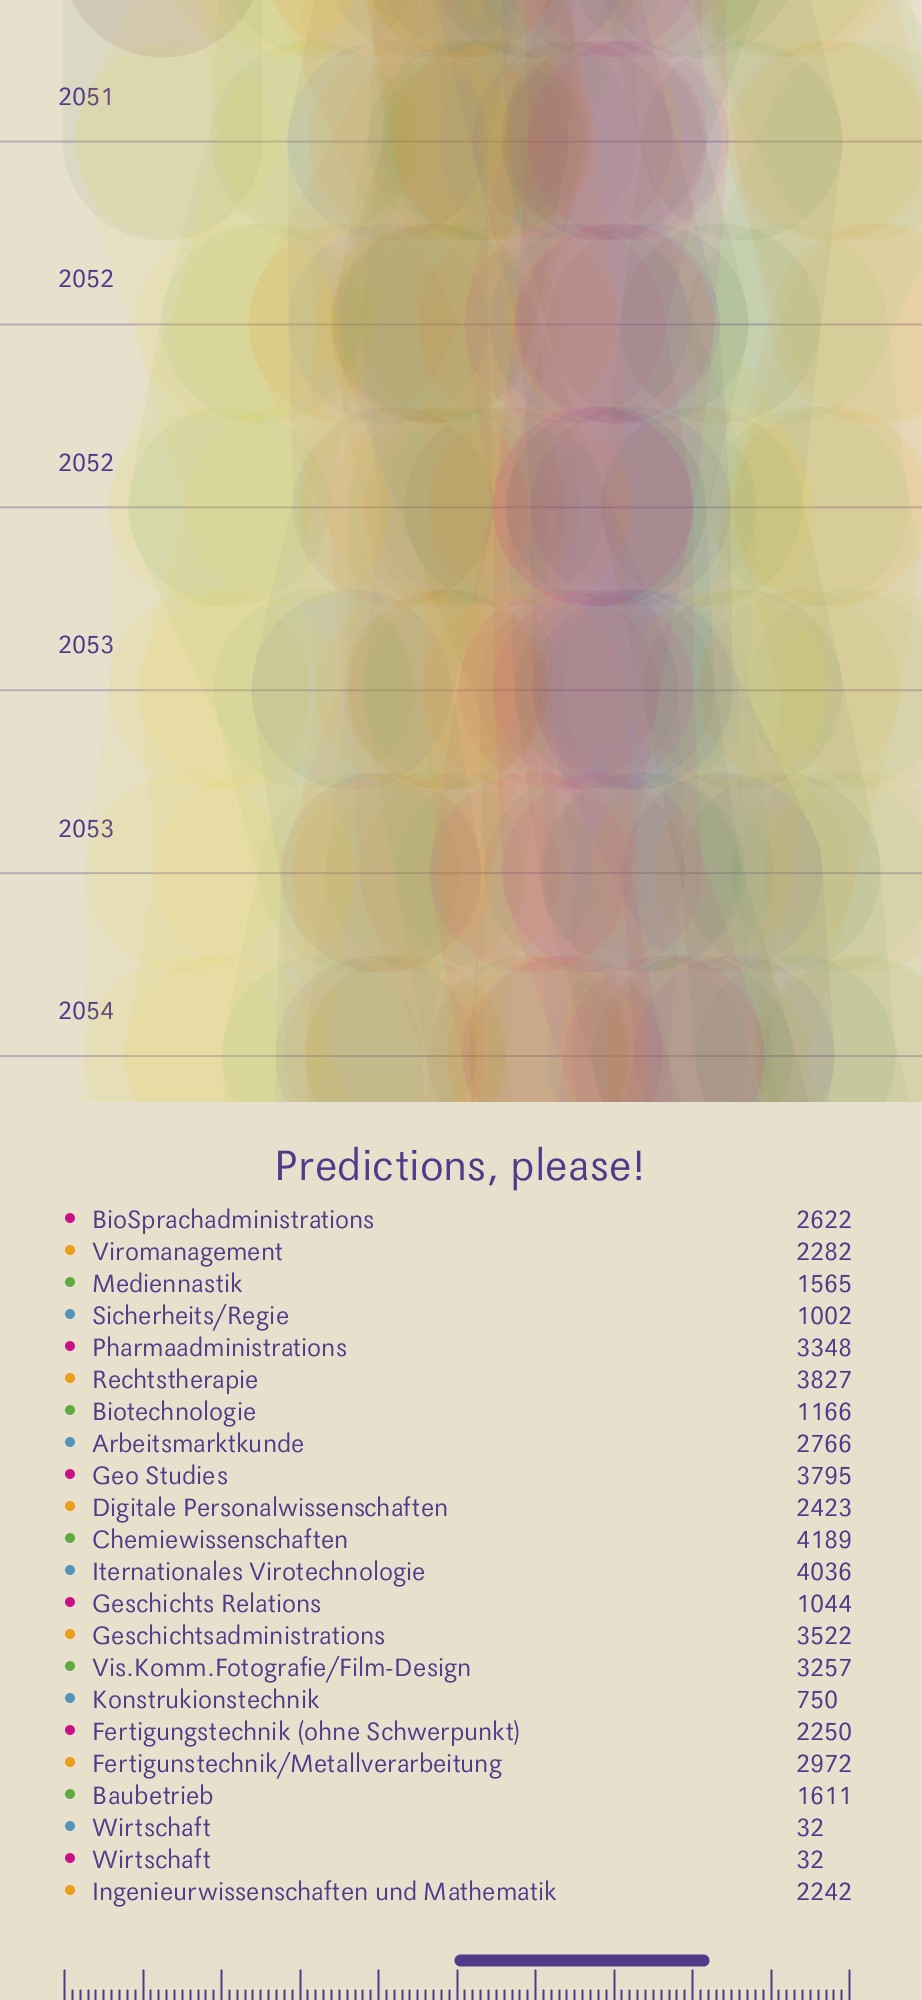 2051
2052
2052
2053
2053
2054
Predictions, please!
BioSprachadministrations 2622
Viromanagement 2282
Mediennastik 1565
Sicherheits/Regie 1002
Pharmaadministrations 3348
Rechtstherapie 3827
Biotechnologie 1166
Arbeitsmarktkunde 2766
Geo Studies 3795
Digitale Personalwissenschaften 2423
Chemiewissenschaften 4189
Iternationales Virotechnologie 4036
Geschichts Relations 1044
Geschichtsadministrations 3522
Vis.Komm.Fotografie/Film-Design 3257
Konstrukionstechnik 750
Fertigungstechnik (ohne Schwerpunkt) 2250
Fertigunstechnik/Metallverarbeitung 2972
Baubetrieb 1611
Wirtschaft 32
Wirtschaft 32
Ingenieurwissenschaften und Mathematik 2242